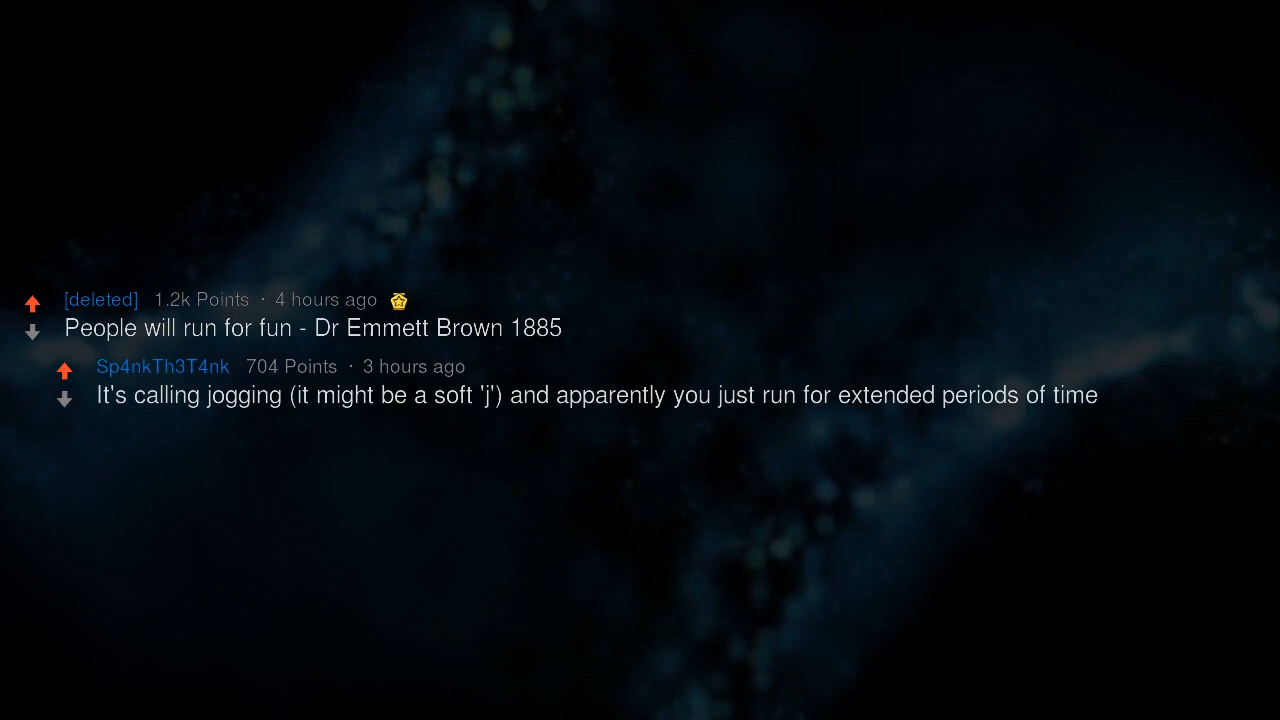 [deleted] 1.2k Points · 4 hours ago
People will run for fun - Dr Emmett Brown 1885
Sp4nkTh3T4nk 704 Points · 3 hours ago
It's calling jogging (it might be a soft 'j') and apparently you just run for extended periods of time